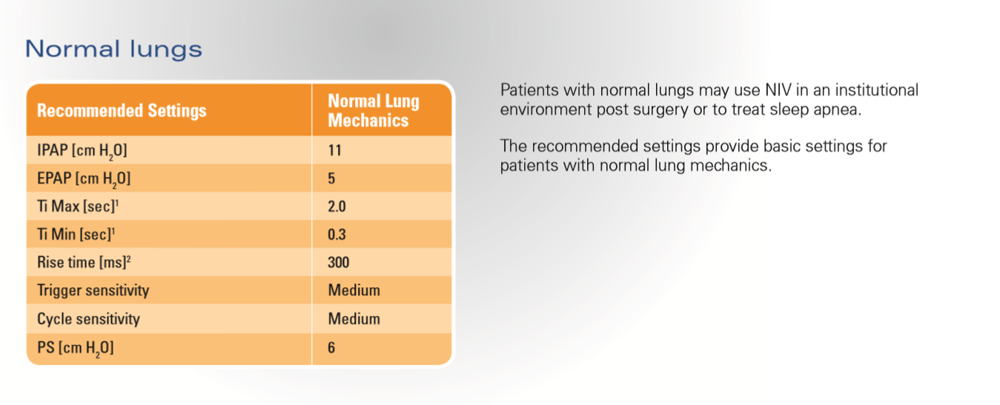 Normal lungs
Recommended Settings
Normal Lung
Mechanics
IPAP [cm H₂O] 11
EPAP [cm H₂O] 5
Ti Max [sec]¹ 2.0
Ti Min [sec]¹ 0.3
Rise time [ms]² 300
Trigger sensitivity Medium
Cycle sensitivity Medium
PS [cm H₂O] 6
Patients with normal lungs may use NIV in an institutional
environment post surgery or to treat sleep apnea.
The recommended settings provide basic settings for
patients with normal lung mechanics.